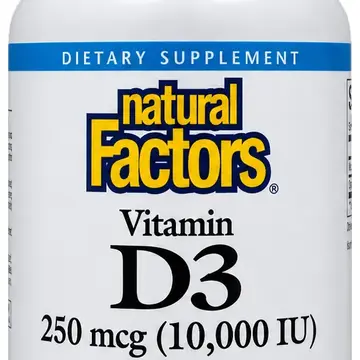 DIETARY SUPPLEMENT
natural
Factors®
Vitamin
D3
250 mcg (10,000 IU)